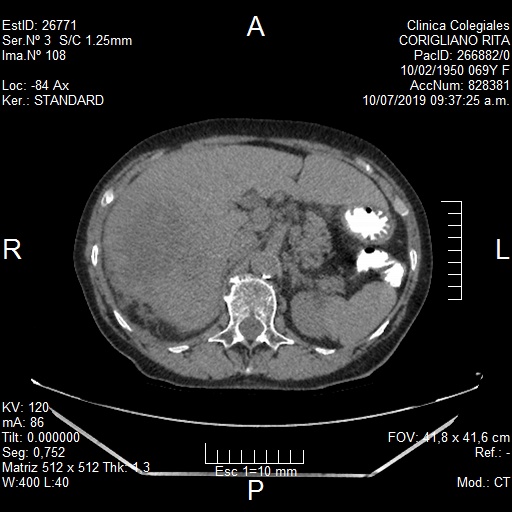 EstID: 26771
Ser.Nº 3 S/C 1.25mm
Ima.Nº 108
Loc: -84 Ax
Ker.: STANDARD
A
Clinica Colegiales
CORIGLIANO RITA
PacID: 266882/0
10/02/1950 069Y F
AccNum: 828381
10/07/2019 09:37:25 a.m.
R
L
KV: 120
mA: 86
Tilt: 0.000000
Seg: 0,752
Matriz 512 x 512 Thk: 1.3
W:400 L:40
Esc 1=10 mm
P
FOV: 41,8 x 41,6 cm
Ref.: -
Mod.: CT